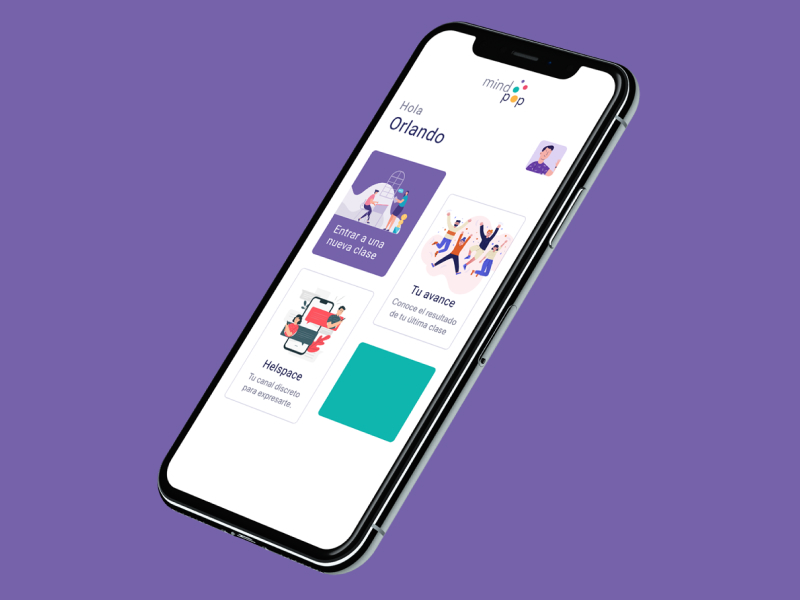 mind
pop
Hola
Orlando
Entrar a una
nueva clase
Tu avance
Conoce el resultado
de tu última clase
Helspace
Tu canal discreto
para expresarte.